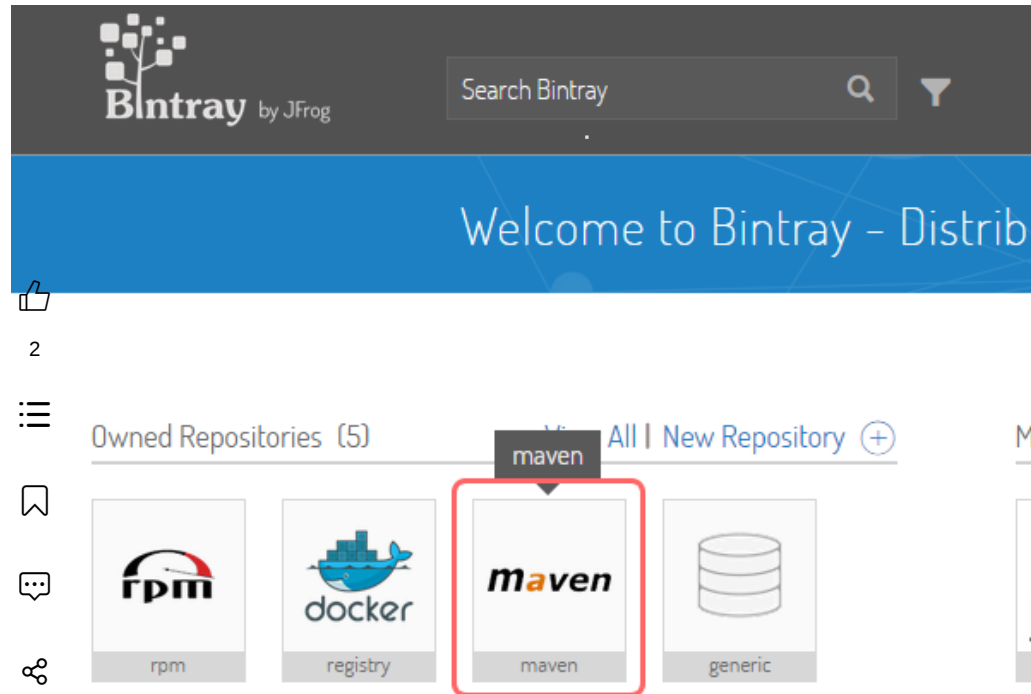 Bintray by JFrog
Search Bintray
Welcome to Bintray - Distrib
2
Owned Repositories (5)
All | New Repository
maven
M
rpm
docker
maven
rpm
registry
maven
generic